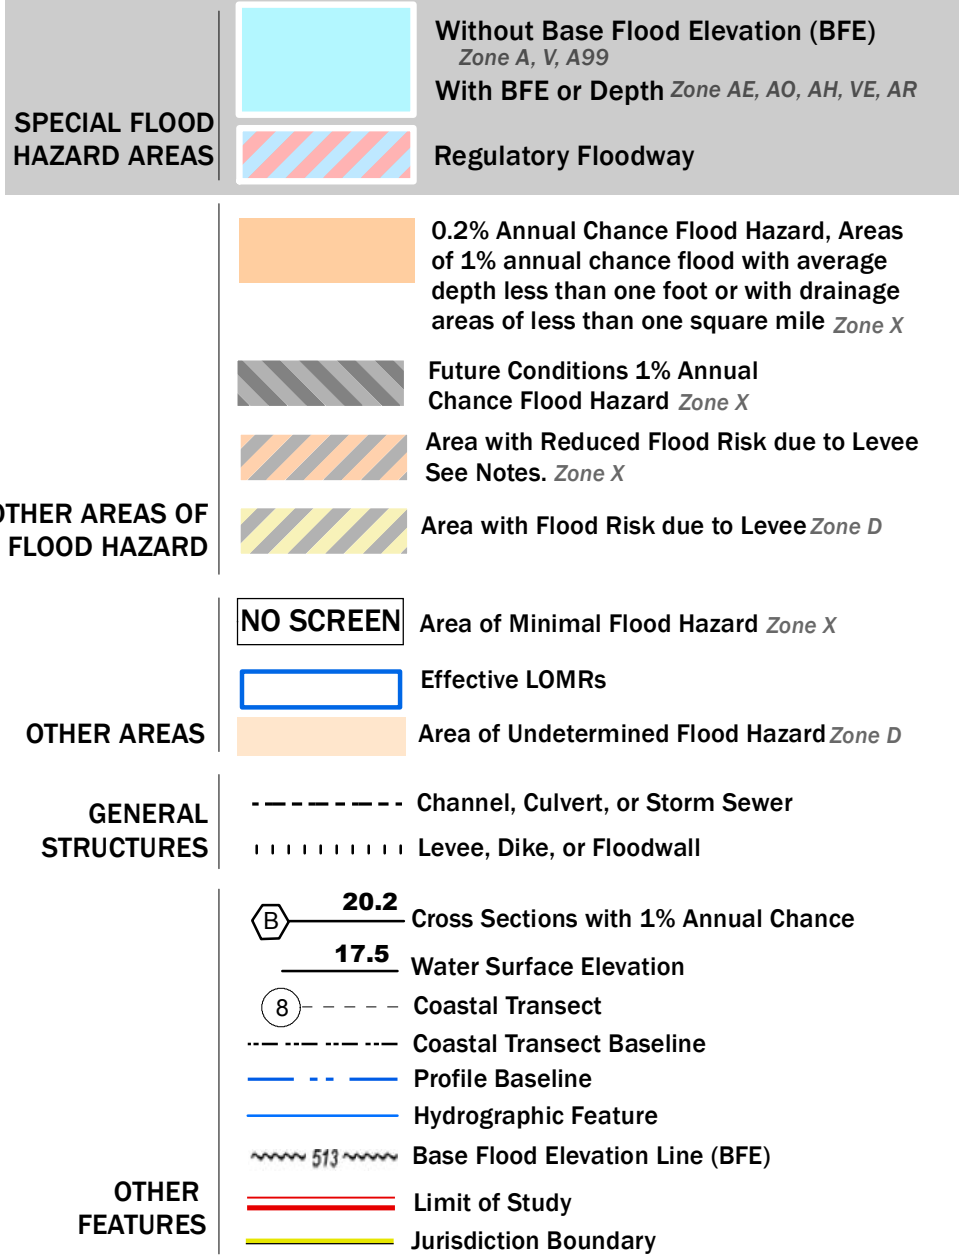 Without Base Flood Elevation (BFE)
Zone A, V, A99
With BFE or Depth Zone AE, AO, AH, VE, AR
SPECIAL FLOOD
HAZARD AREAS
Regulatory Floodway
0.2% Annual Chance Flood Hazard, Areas
of 1% annual chance flood with average
depth less than one foot or with drainage
areas of less than one square mile Zone X
Future Conditions 1% Annual
Chance Flood Hazard Zone X
Area with Reduced Flood Risk due to Levee
See Notes. Zone X
OTHER AREAS OF
FLOOD HAZARD
Area with Flood Risk due to Levee Zone D
NO SCREEN Area of Minimal Flood Hazard Zone X
Effective LOMRs
OTHER AREAS
Area of Undetermined Flood Hazard Zone D
GENERAL
STRUCTURES
Channel, Culvert, or Storm Sewer
Levee, Dike, or Floodwall
B 20.2 Cross Sections with 1% Annual Chance
17.5 Water Surface Elevation
8 Coastal Transect
Coastal Transect Baseline
Profile Baseline
Hydrographic Feature
513 Base Flood Elevation Line (BFE)
OTHER
FEATURES
Limit of Study
Jurisdiction Boundary